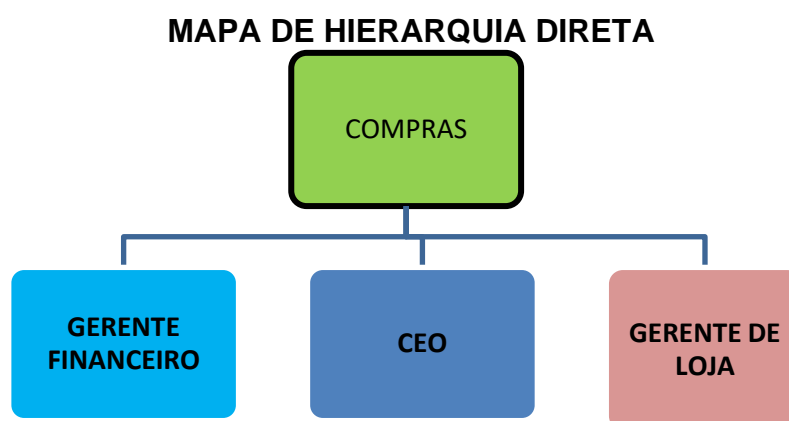 MAPA DE HIERARQUIA DIRETA
COMPRAS
GERENTE
FINANCEIRO
CEO
GERENTE DE
LOJA